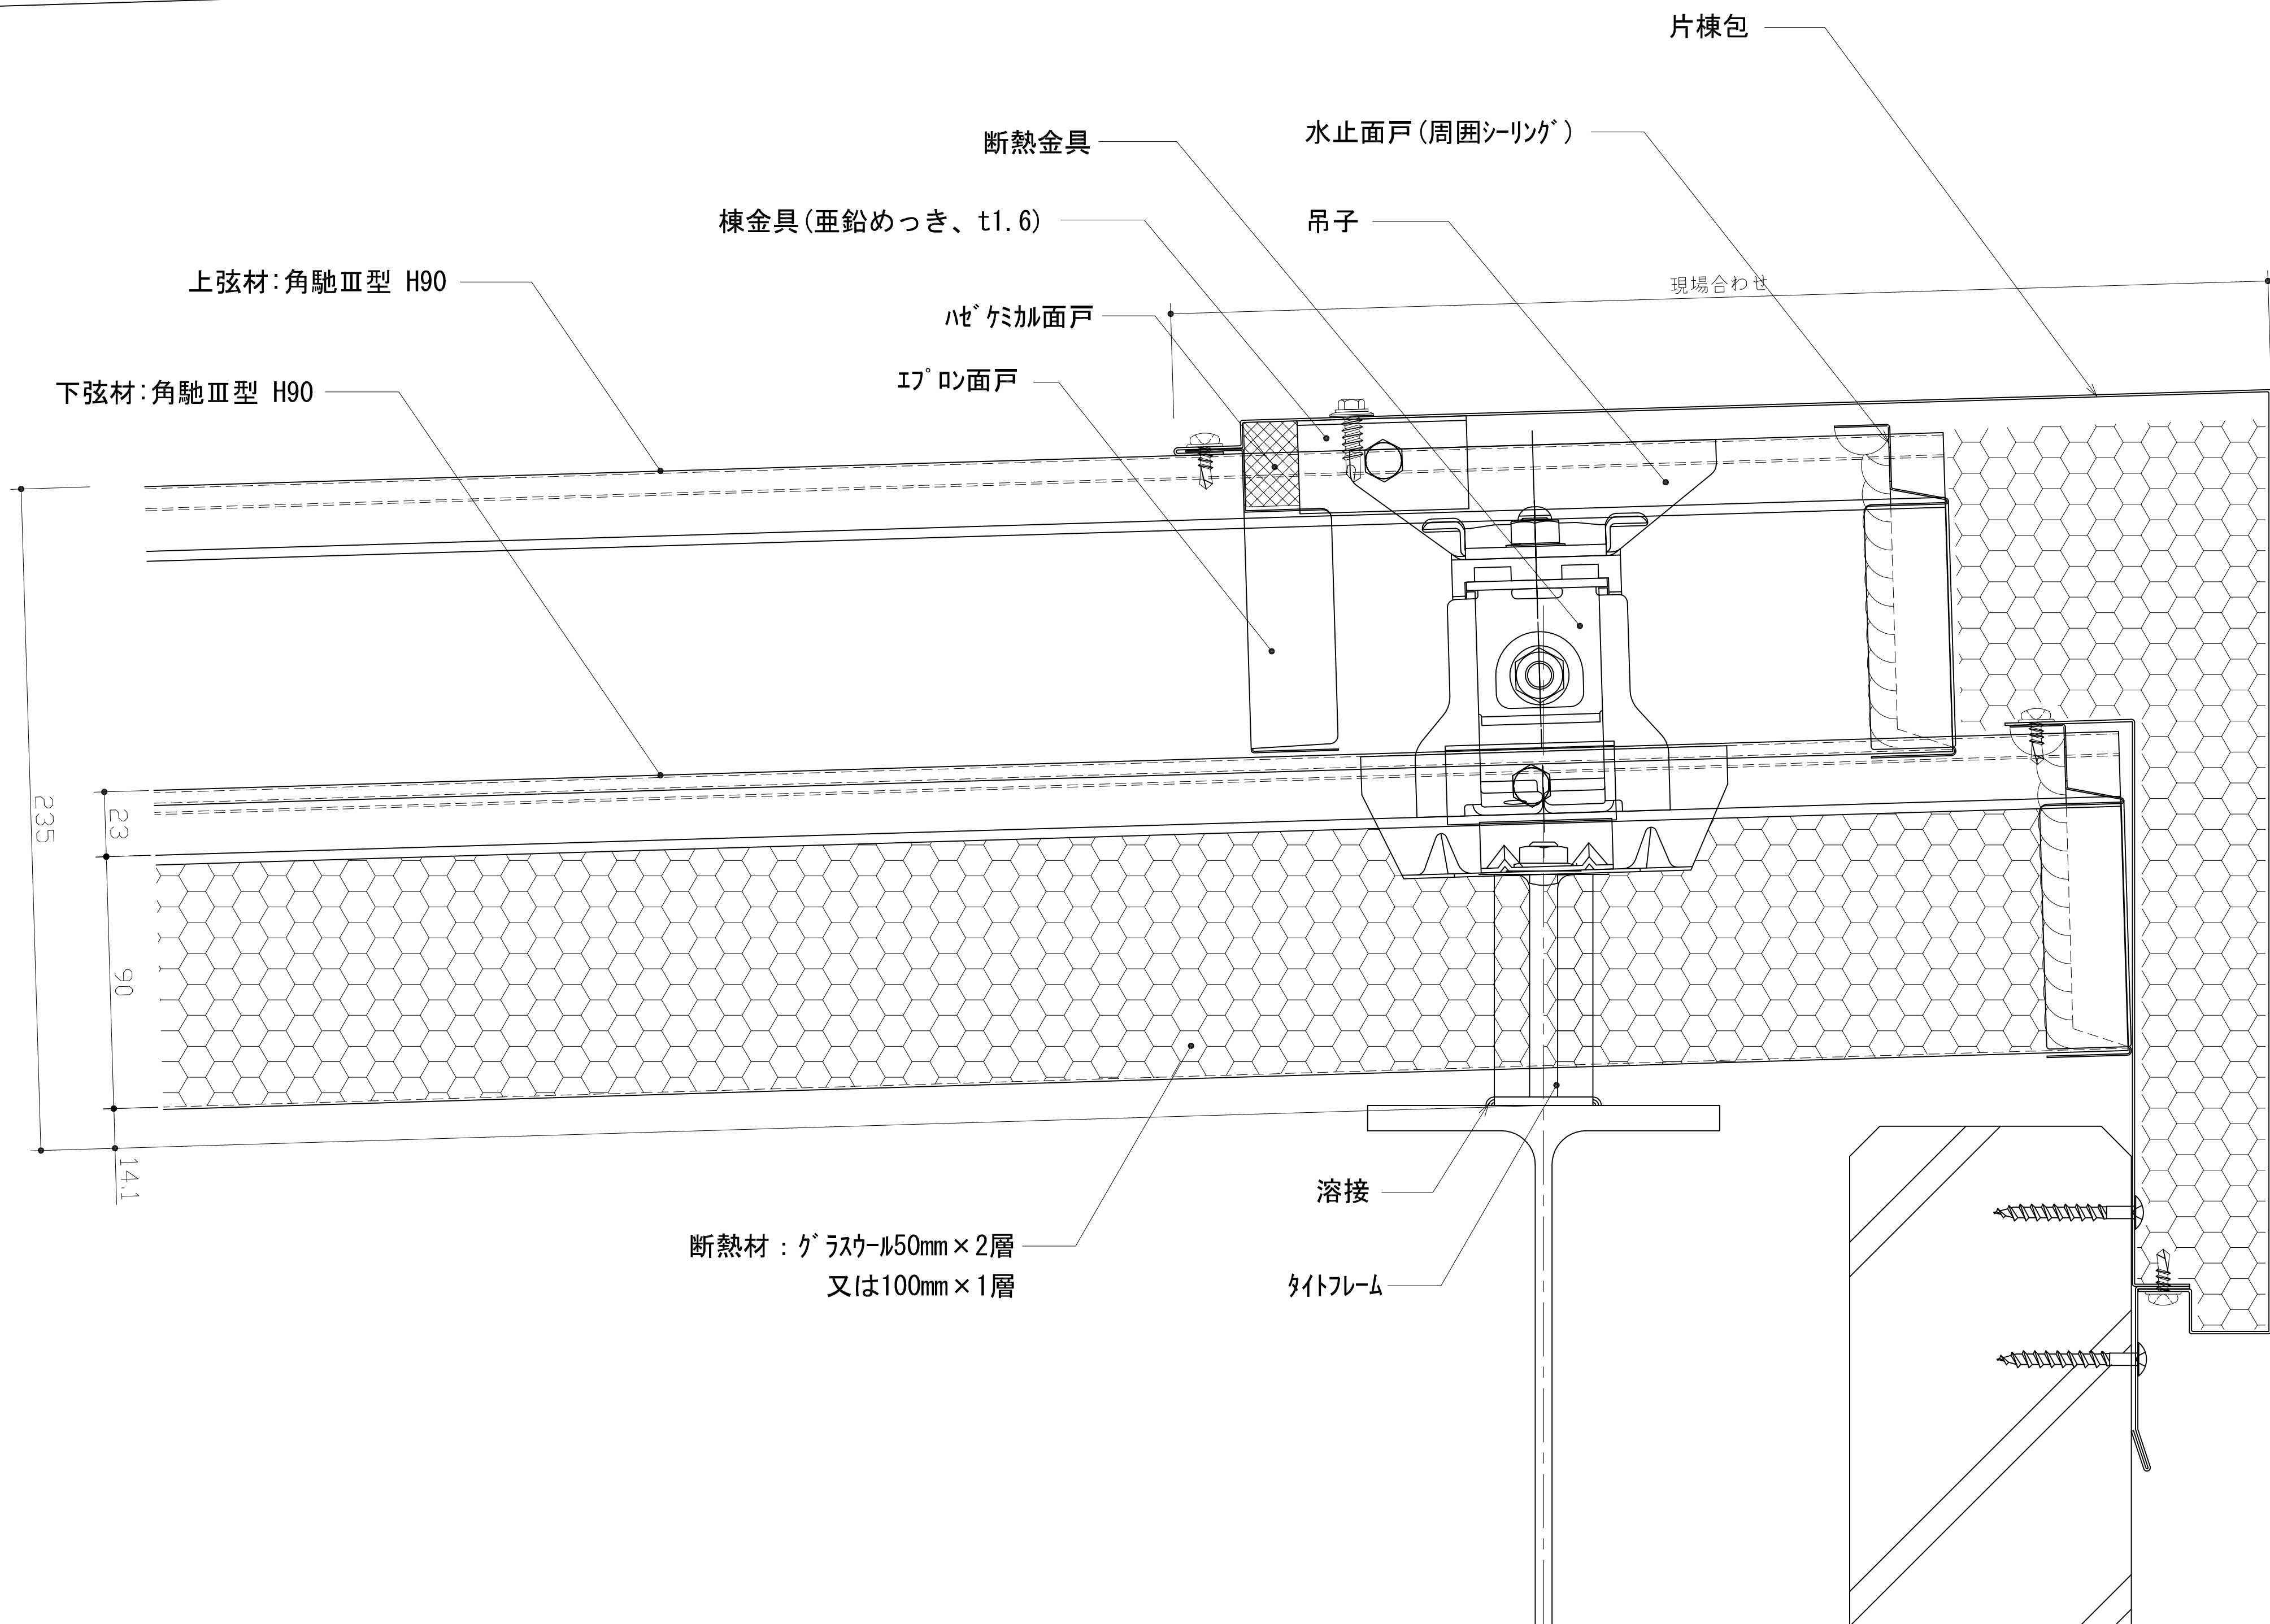 片棟包
水止面戸(周囲ｼｰﾘﾝｸﾞ)
断熱金具
棟金具(亜鉛めっき、t1.6)
吊子
上弦材:角馳Ⅲ型 H90
現場合わせ
ﾊｾﾞｹﾐｶﾙ面戸
ｴﾌﾟﾛﾝ面戸
下弦材:角馳Ⅲ型 H90
235
23
90
14.1
溶接
断熱材：ｸﾞﾗｽｳｰﾙ50mm×2層
又は100mm×1層
ﾀｲﾄﾌﾚｰﾑ